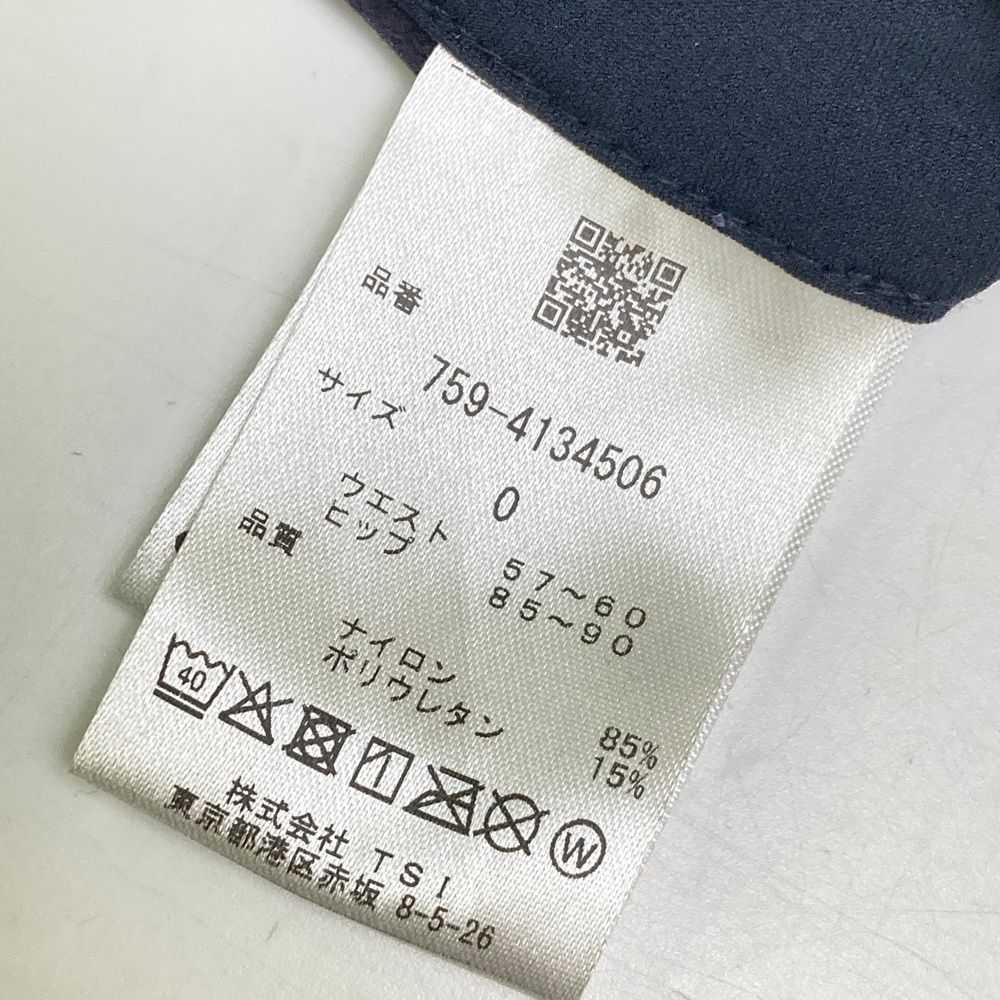 品番
759-4134506
サイズ
0
ウエスト 57〜60
ヒップ 85〜90
品質
ナイロン 85%
ポリウレタン 15%
40
W
株式会社 TSI
東京都港区赤坂 8-5-26